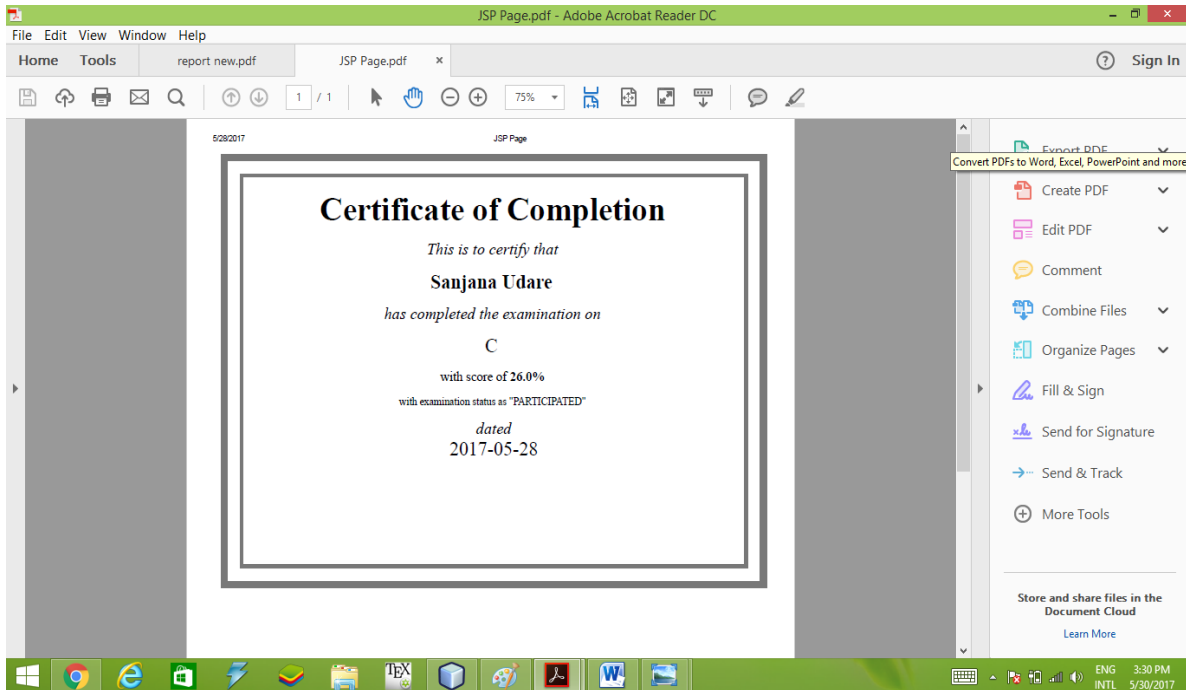 JSP Page.pdf - Adobe Acrobat Reader DC
File Edit View Window Help
Home Tools report new.pdf JSP Page.pdf × Sign In
1 / 1 75%
5/28/2017 JSP Page
Certificate of Completion
This is to certify that
Sanjana Udare
has completed the examination on
C
with score of 26.0%
with examination status as "PARTICIPATED"
dated
2017-05-28
Export PDF
Convert PDFs to Word, Excel, PowerPoint and more
Create PDF
Edit PDF
Comment
Combine Files
Organize Pages
Fill & Sign
Send for Signature
Send & Track
More Tools
Store and share files in the
Document Cloud
Learn More
TEX
ENG 3:30 PM
INTL 5/30/2017